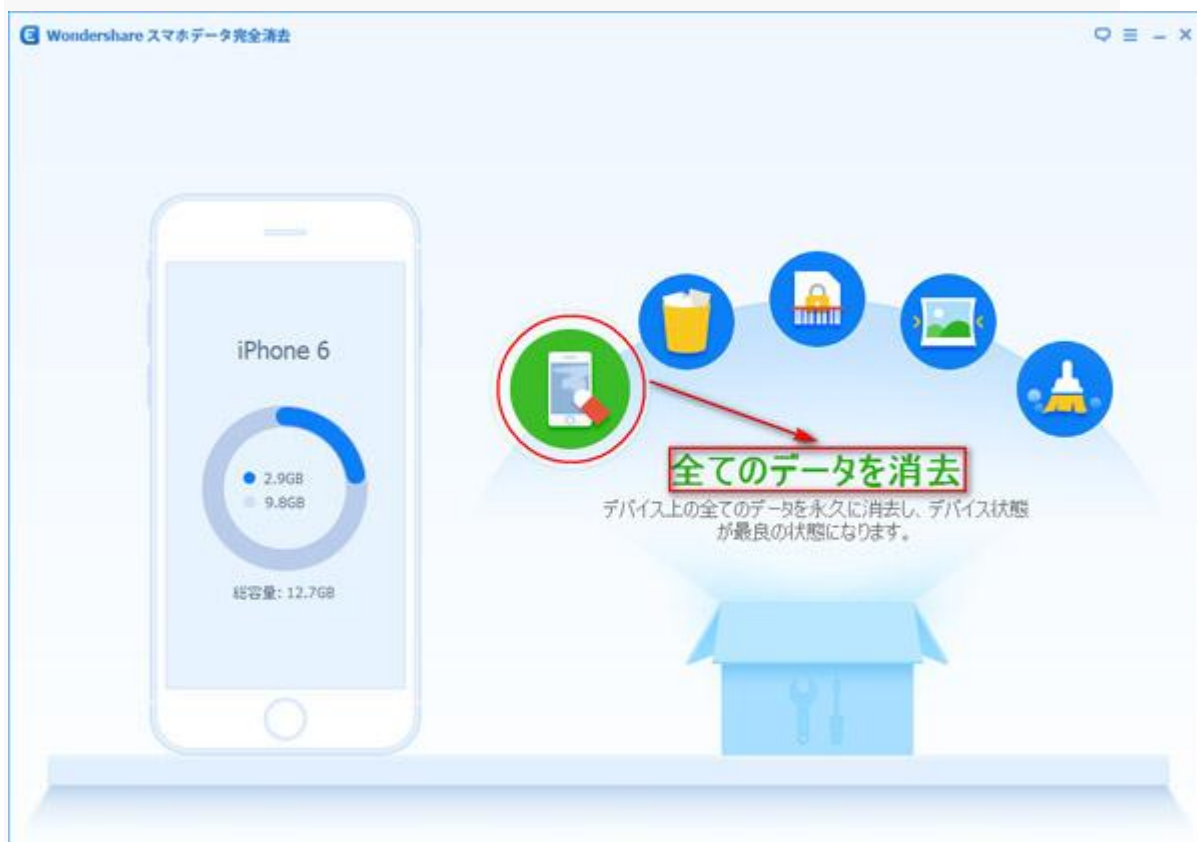 Wondershare スマホデータ完全消去
iPhone 6
2.9GB
9.8GB
総容量: 12.7GB
全てのデータを消去
デバイス上の全てのデータを永久に消去し、デバイス状態
が最良の状態になります。